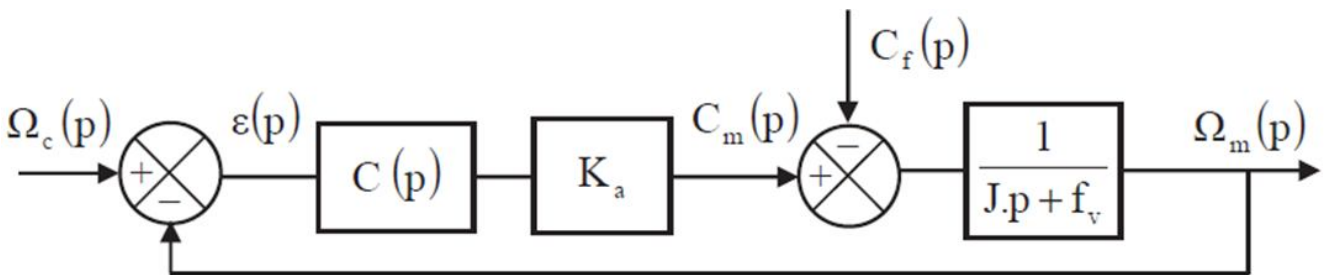 Ω_c(p)
+
−
ε(p)
C(p)
K_a
C_m(p)
C_f(p)
+
−
1
J.p + f_v
Ω_m(p)